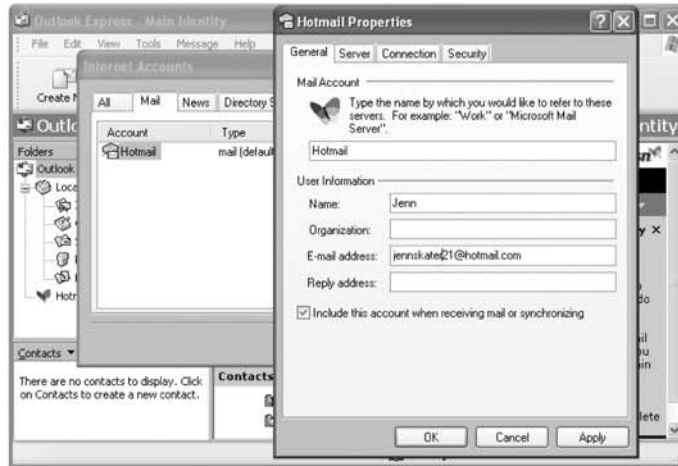 Outlook Express - Main Identity
Hotmail Properties
File Edit View Tools Message Help
Internet Accounts
General Server Connection Security
Create
All Mail News Directory S
Mail Account
Type the name by which you would like to refer to these
servers. For example: "Work" or "Microsoft Mail
Server".
Account Type
Hotmail mail (default
Hotmail
Folders
Outlook
User Information
Name: Jenn
Organization:
E-mail address: jennskater21@hotmail.com
Reply address:
Include this account when receiving mail or synchronizing
Contacts
There are no contacts to display. Click
on Contacts to create a new contact.
Contacts
OK Cancel Apply